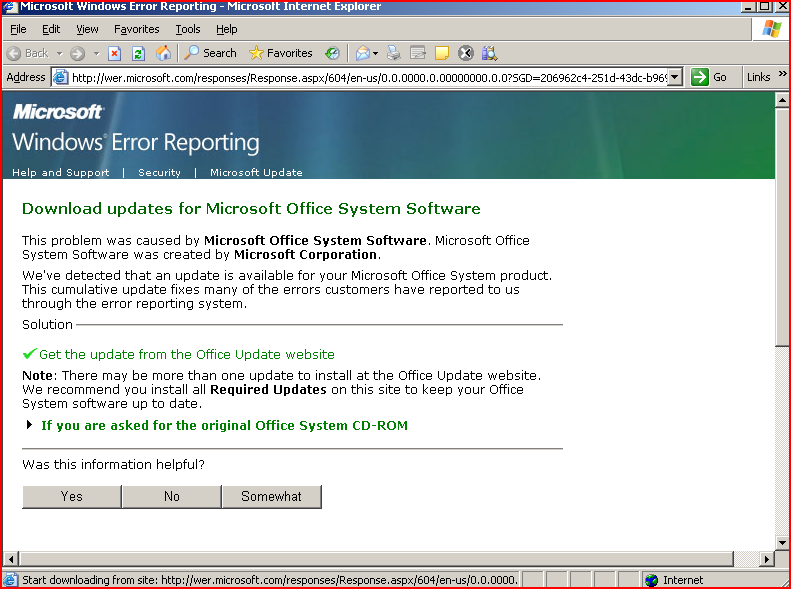 Microsoft Windows Error Reporting - Microsoft Internet Explorer
File Edit View Favorites Tools Help
Back Search Favorites
Address http://wer.microsoft.com/responses/Response.aspx/604/en-us/0.0.0000.0.00000000.0.0?SGD=206962c4-251d-43dc-b969 Go Links »
Microsoft
Windows® Error Reporting
Help and Support | Security | Microsoft Update
Download updates for Microsoft Office System Software
This problem was caused by Microsoft Office System Software. Microsoft Office
System Software was created by Microsoft Corporation.
We've detected that an update is available for your Microsoft Office System product.
This cumulative update fixes many of the errors customers have reported to us
through the error reporting system.
Solution
Get the update from the Office Update website
Note: There may be more than one update to install at the Office Update website.
We recommend you install all Required Updates on this site to keep your Office
System software up to date.
If you are asked for the original Office System CD-ROM
Was this information helpful?
Yes No Somewhat
Start downloading from site: http://wer.microsoft.com/responses/Response.aspx/604/en-us/0.0.0000. Internet